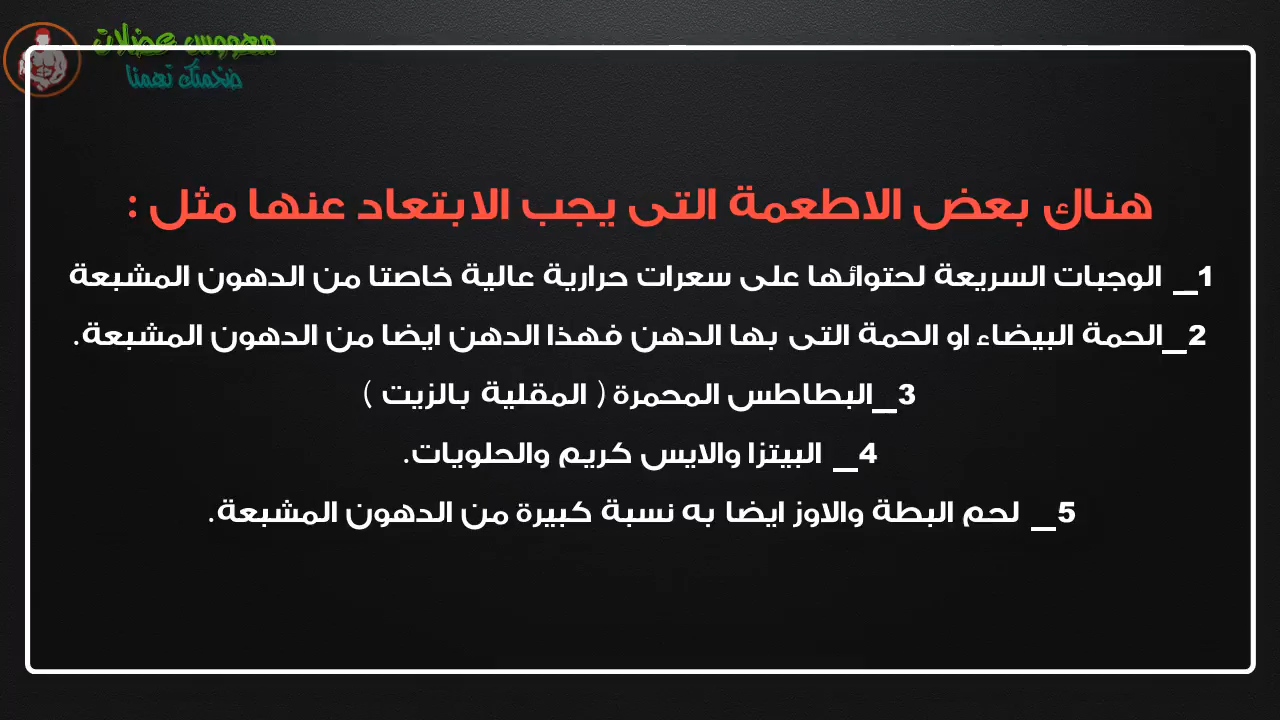 مهووس عضلات
ضخمتك تهمنا
هناك بعض الاطعمة التى يجب الابتعاد عنها مثل :
1_ الوجبات السريعة لحتوائها على سعرات حرارية عالية خاصتا من الدهون المشبعة
2_الحمة البيضاء او الحمة التى بها الدهن فهذا الدهن ايضا من الدهون المشبعة.
3_البطاطس المحمرة ( المقلية بالزيت )
4_ البيتزا والايس كريم والحلويات.
5_ لحم البطة والاوز ايضا به نسبة كبيرة من الدهون المشبعة.